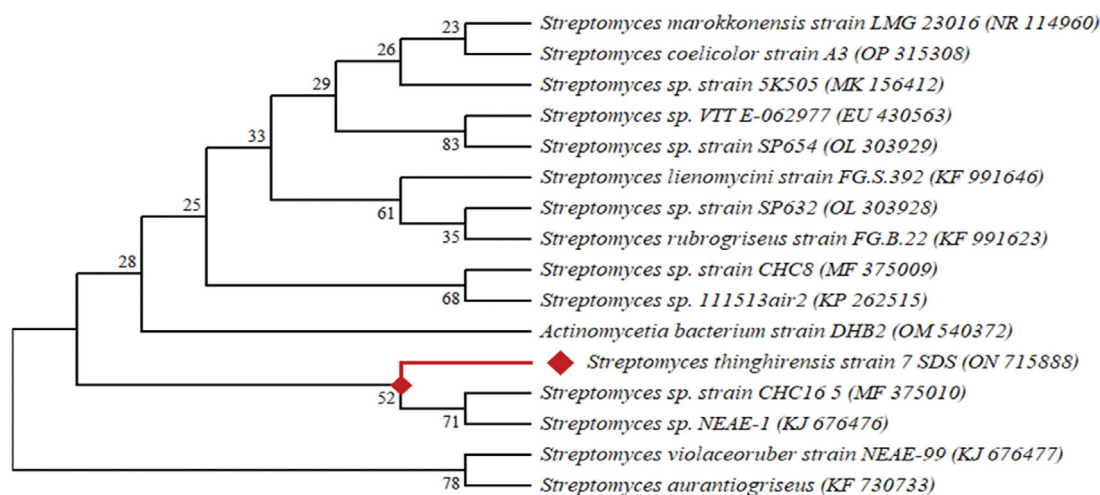 23
Streptomyces marokkonensis strain LMG 23016 (NR 114960)
26
Streptomyces coelicolor strain A3 (OP 315308)
29
Streptomyces sp. strain 5K505 (MK 156412)
Streptomyces sp. VTT E-062977 (EU 430563)
33
83
Streptomyces sp. strain SP654 (OL 303929)
Streptomyces lienomycini strain FG.S.392 (KF 991646)
25
61
Streptomyces sp. strain SP632 (OL 303928)
35
Streptomyces rubrogriseus strain FG.B.22 (KF 991623)
28
Streptomyces sp. strain CHC8 (MF 375009)
68
Streptomyces sp. 111513air2 (KP 262515)
Actinomycetia bacterium strain DHB2 (OM 540372)
Streptomyces thinghirensis strain 7 SDS (ON 715888)
52
Streptomyces sp. strain CHC16 5 (MF 375010)
71
Streptomyces sp. NEAE-1 (KJ 676476)
Streptomyces violaceoruber strain NEAE-99 (KJ 676477)
78
Streptomyces aurantiogriseus (KF 730733)